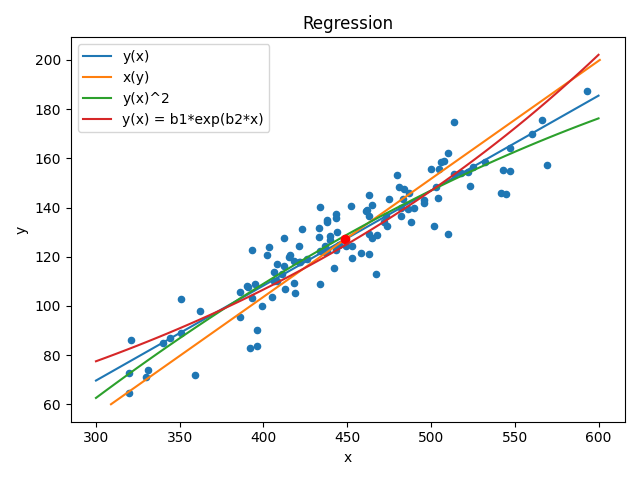 Regression
y(x)
x(y)
y(x)^2
y(x) = b1*exp(b2*x)
200
180
160
140
120
100
80
60
y
300 350 400 450 500 550 600
x